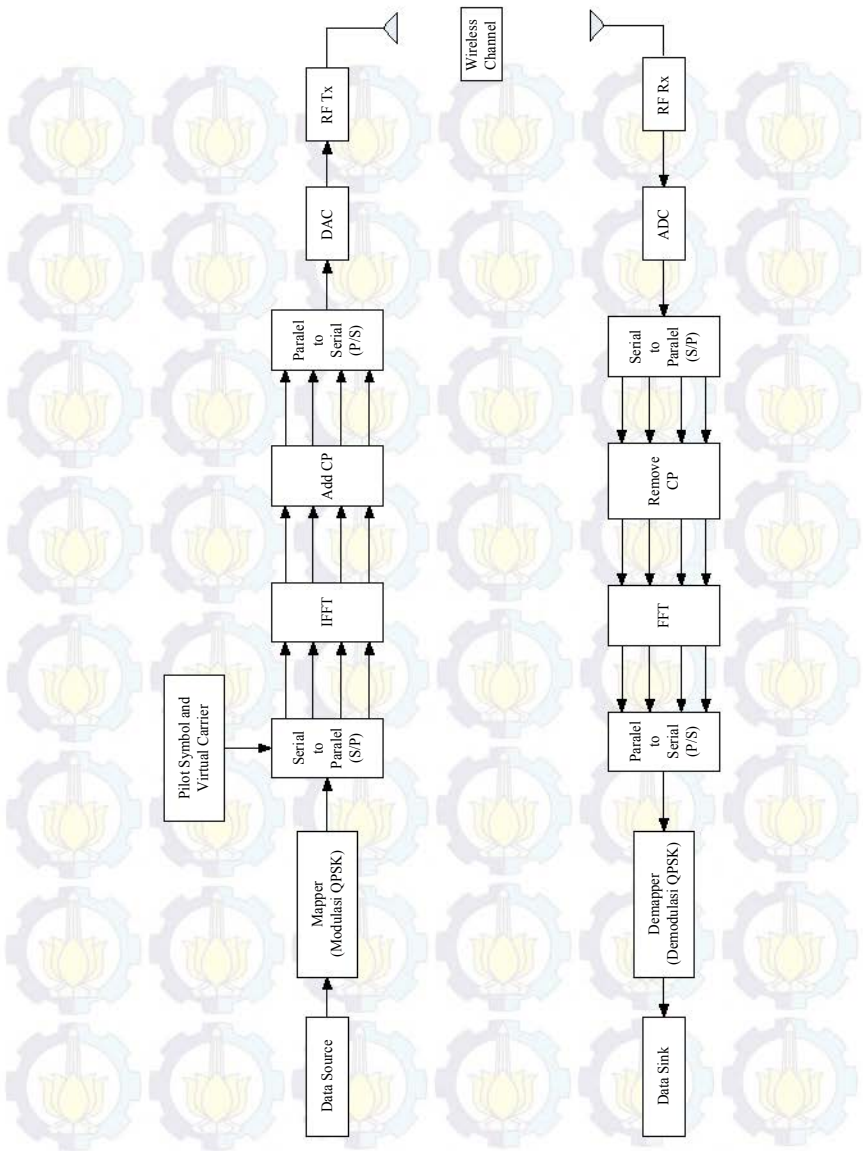 Pilot Symbol and
Virtual Carrier
Data Source
Mapper
(Modulasi QPSK)
Serial
to
Paralel
(S/P)
IFFT
Add CP
Paralel
to
Serial
(P/S)
DAC
RF Tx
Wireless
Channel
Data Sink
Demapper
(Demodulasi QPSK)
Paralel
to
Serial
(P/S)
FFT
Remove
CP
Serial
to
Paralel
(S/P)
ADC
RF Rx